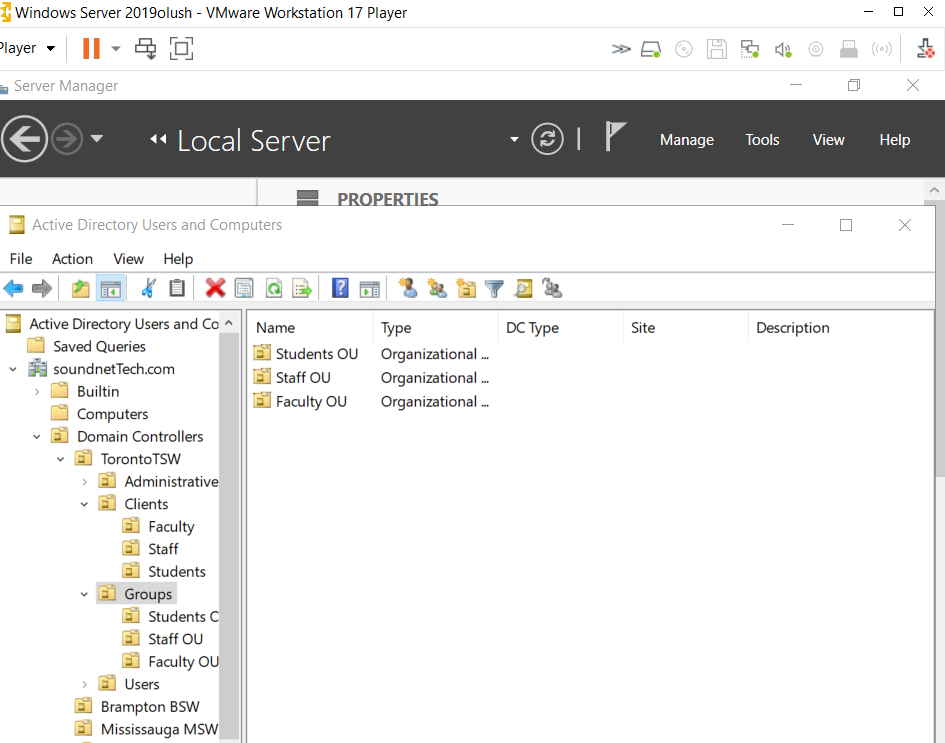 Windows Server 2019olush - VMware Workstation 17 Player
Player
Server Manager
Local Server
Manage Tools View Help
PROPERTIES
Active Directory Users and Computers
File Action View Help
Active Directory Users and Co
Saved Queries
soundnetTech.com
Builtin
Computers
Domain Controllers
TorontoTSW
Administrative
Clients
Faculty
Staff
Students
Groups
Students C
Staff OU
Faculty OU
Users
Brampton BSW
Mississauga MSW
Name Type DC Type Site Description
Students OU Organizational ...
Staff OU Organizational ...
Faculty OU Organizational ...